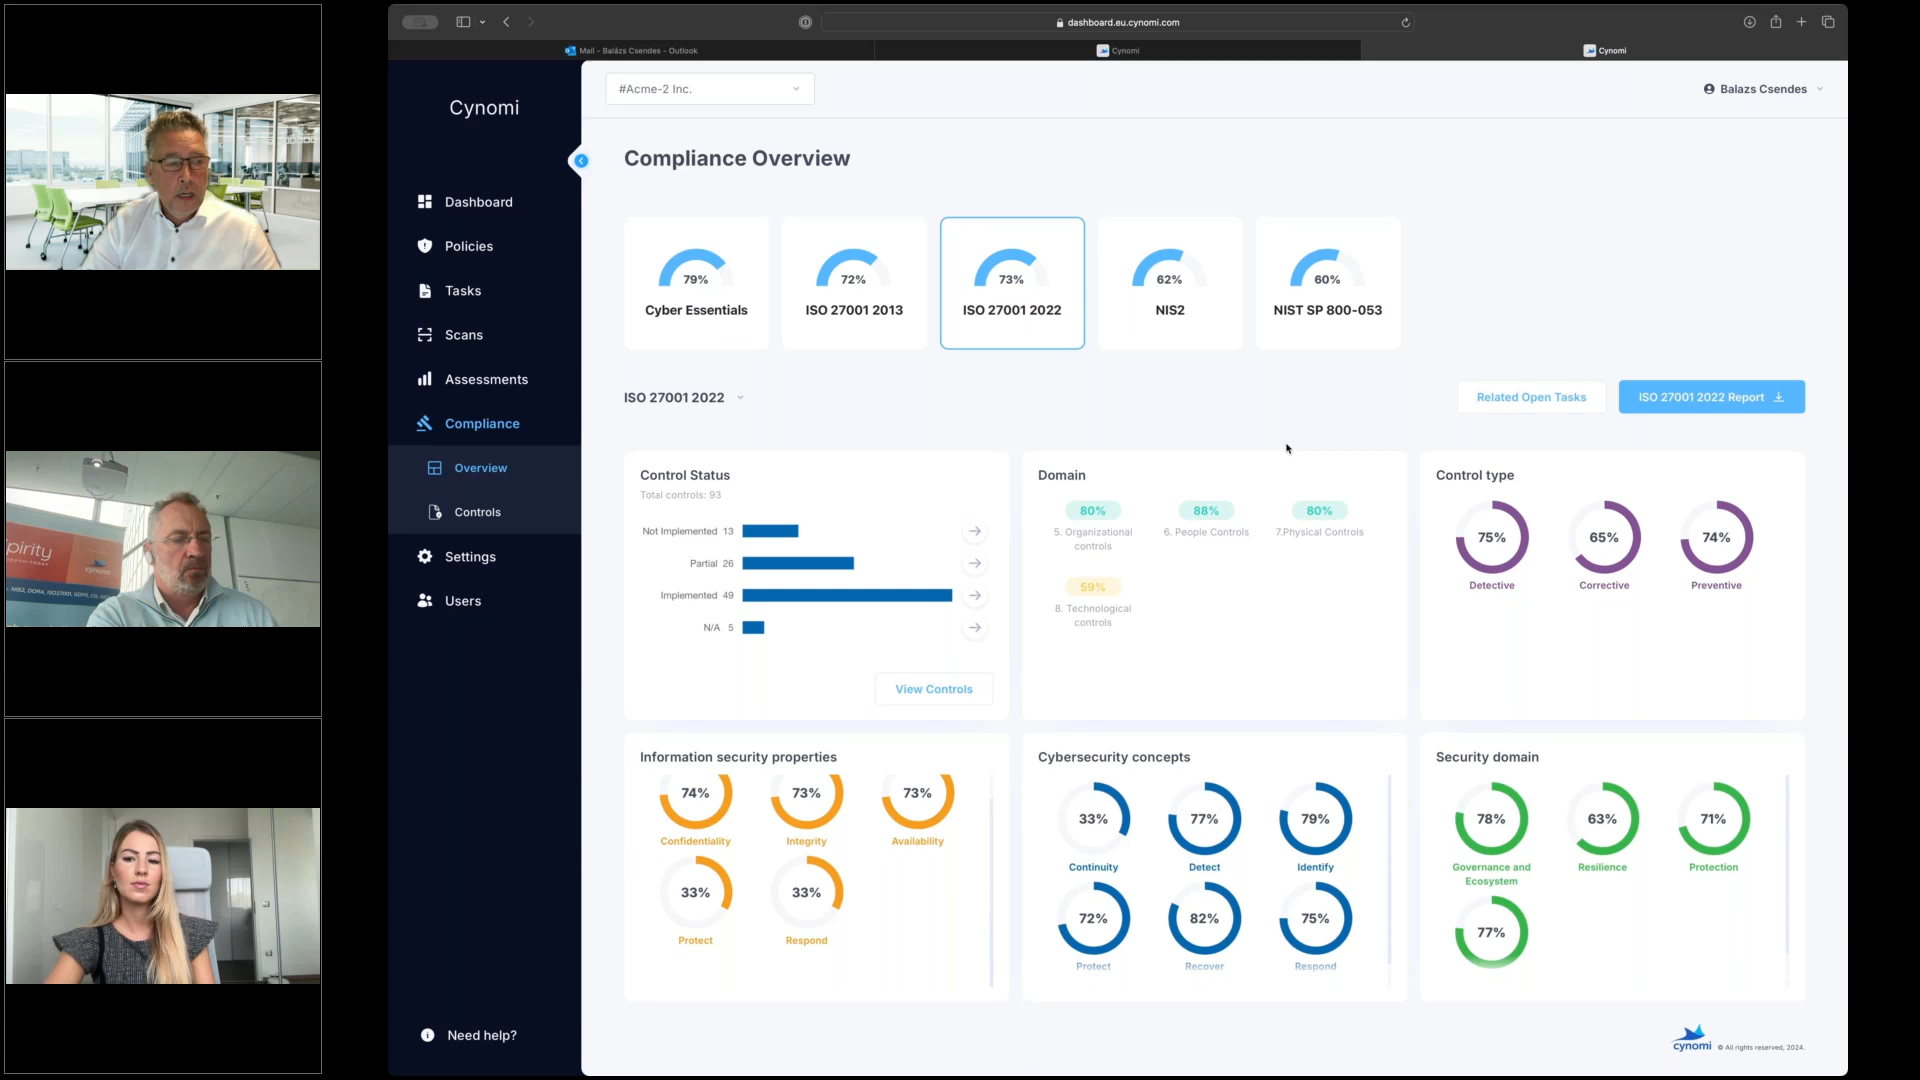 dashboard.eu.cynomi.com
Mail - Balázs Csendes - Outlook
Cynomi
Cynomi
Cynomi
#Acme-2 Inc.
Balazs Csendes
Compliance Overview
Dashboard
Policies
Tasks
Scans
Assessments
Compliance
Overview
Controls
Settings
Users
Need help?
79%
Cyber Essentials
72%
ISO 27001 2013
73%
ISO 27001 2022
62%
NIS2
60%
NIST SP 800-053
ISO 27001 2022
Related Open Tasks
ISO 27001 2022 Report
Control Status
Total controls: 93
Not Implemented 13
Partial 26
Implemented 49
N/A 5
View Controls
Domain
80%
5. Organizational
controls
88%
6. People Controls
80%
7.Physical Controls
59%
8. Technological
controls
Control type
75%
Detective
65%
Corrective
74%
Preventive
Information security properties
74%
Confidentiality
73%
Integrity
73%
Availability
33%
Protect
33%
Respond
Cybersecurity concepts
33%
Continuity
77%
Detect
79%
Identify
72%
Protect
82%
Recover
75%
Respond
Security domain
78%
Governance and
Ecosystem
63%
Resilience
71%
Protection
77%
cynomi
© All rights reserved, 2024.
pirity
cynomi
NIS2, DORA, ISO27001, GDPR,